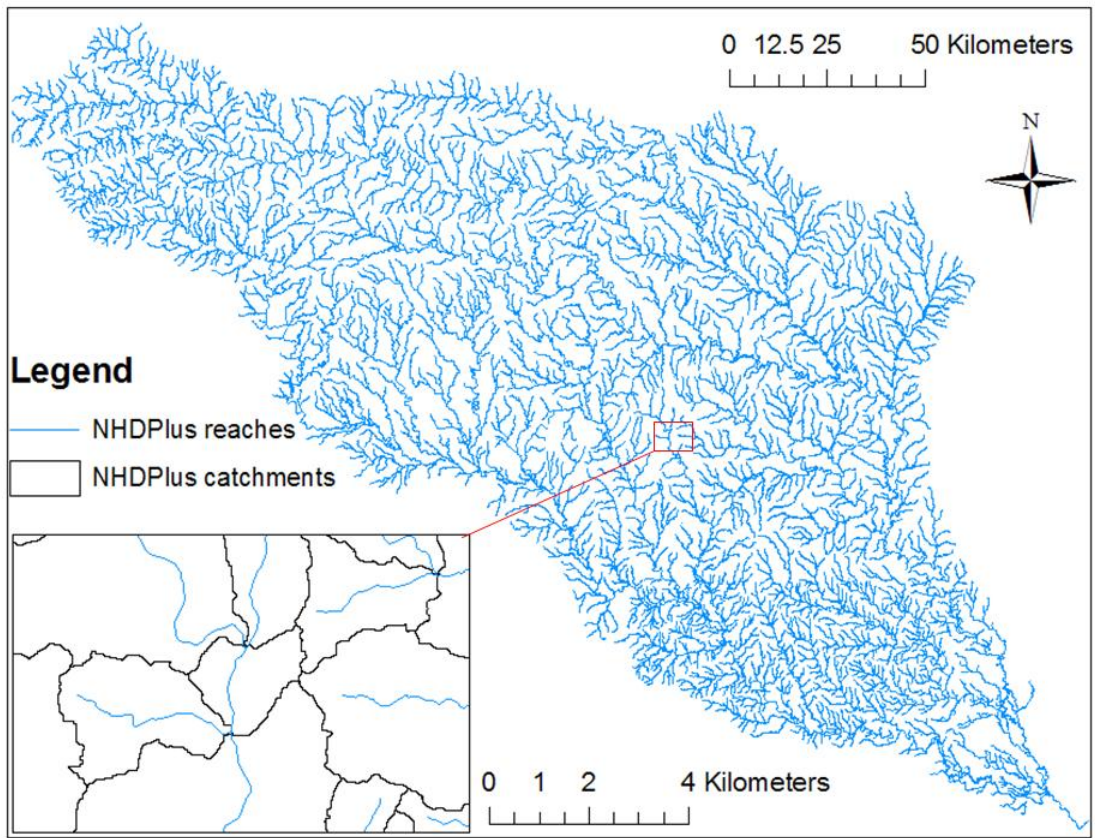 0 12.5 25 50 Kilometers
N
Legend
NHDPlus reaches
NHDPlus catchments
0 1 2 4 Kilometers